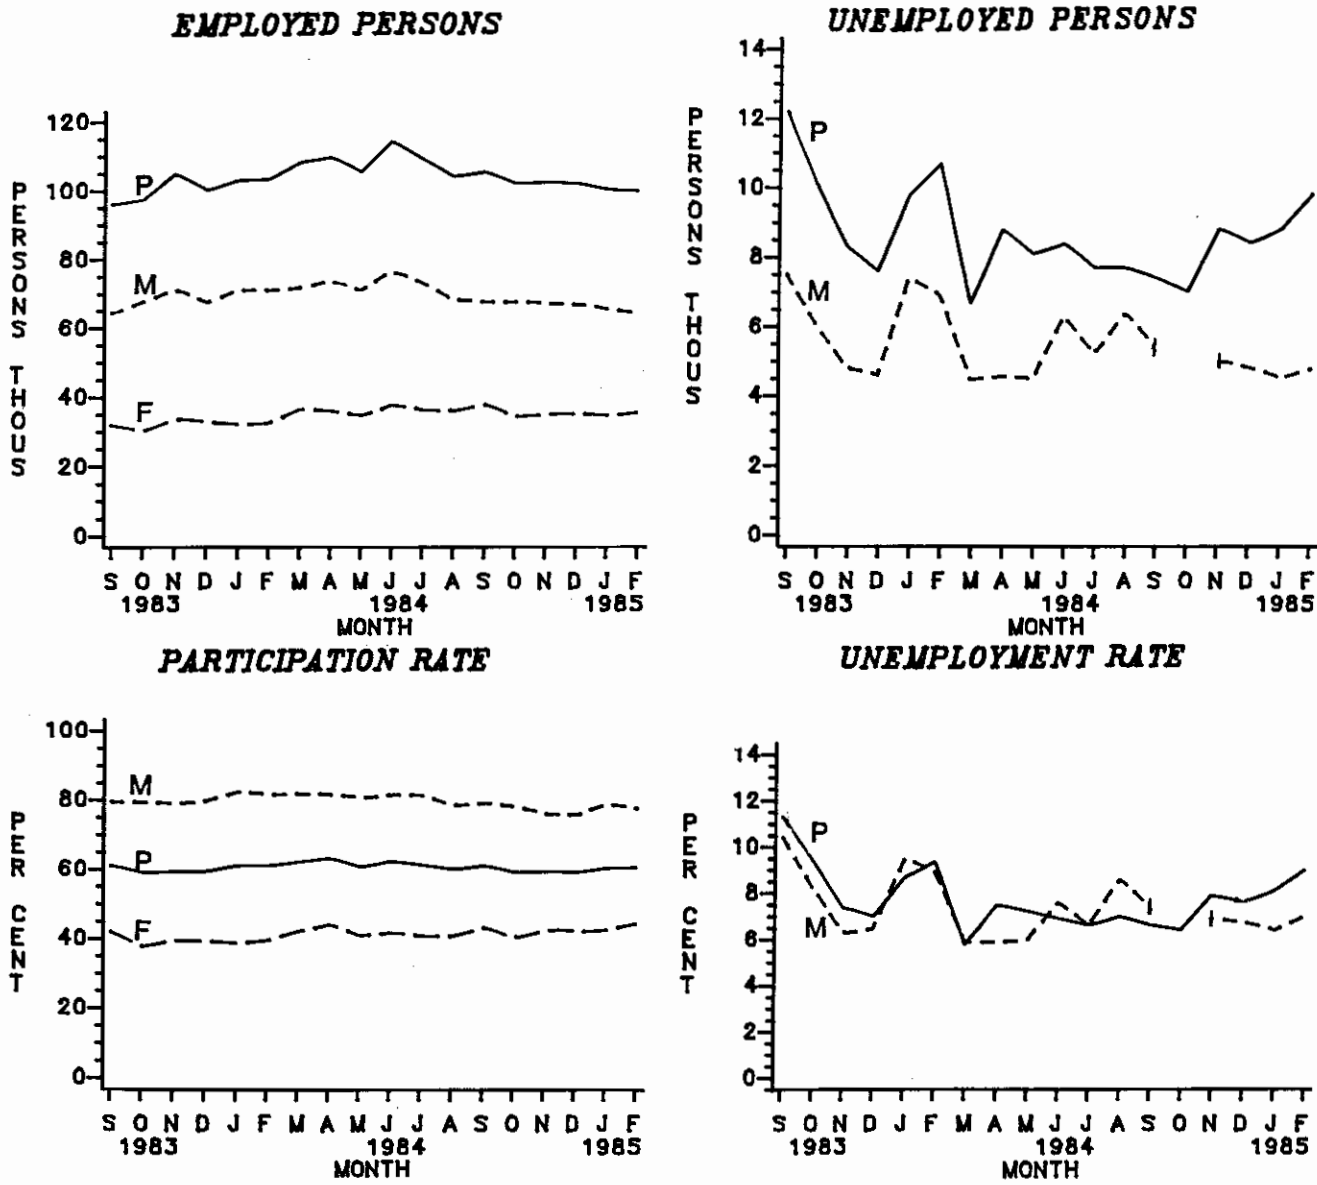 EMPLOYED PERSONS
PERSONS THOUS
120
100
80
60
40
20
0
P
M
F
S O N D J F M A M J J A S O N D J F
1983 1984 1985
MONTH
UNEMPLOYED PERSONS
PERSONS THOUS
14
12
10
8
6
4
2
0
P
M
S O N D J F M A M J J A S O N D J F
1983 1984 1985
MONTH
PARTICIPATION RATE
PER CENT
100
80
60
40
20
0
M
P
F
S O N D J F M A M J J A S O N D J F
1983 1984 1985
MONTH
UNEMPLOYMENT RATE
PER CENT
14
12
10
8
6
4
2
0
P
M
S O N D J F M A M J J A S O N D J F
1983 1984 1985
MONTH